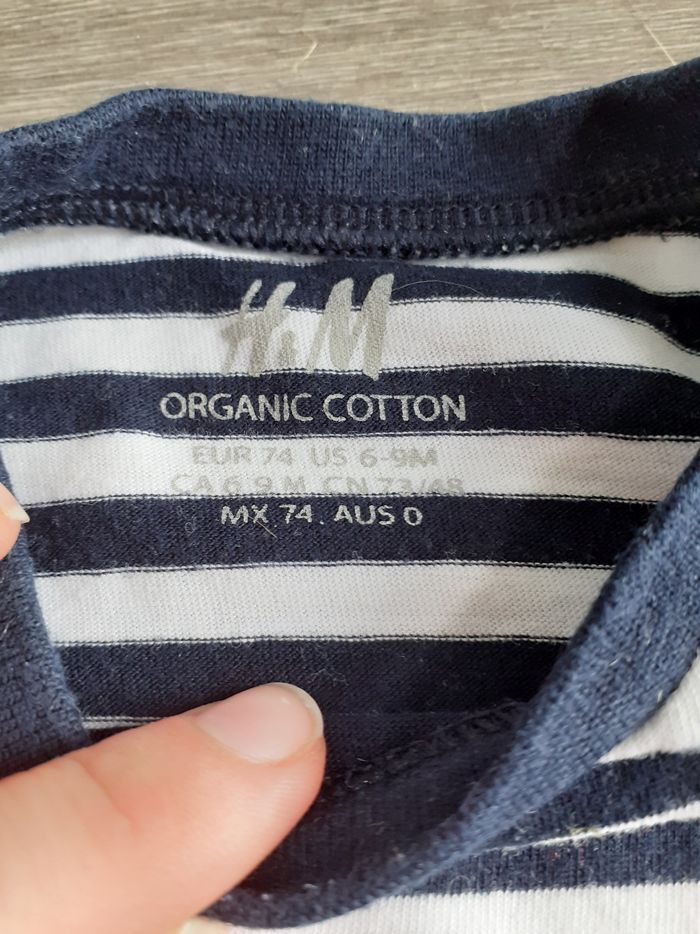 H&M
ORGANIC COTTON
EUR 74 US 6-9M
CA 6 9 M CN 73/48
MX 74. AUS 0